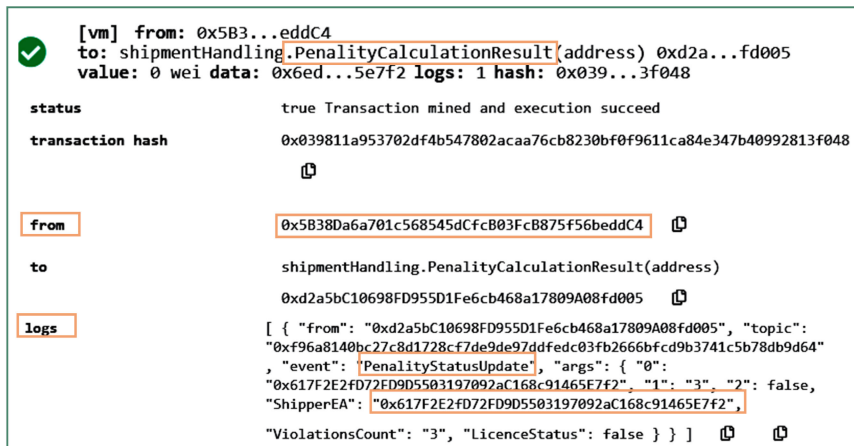 [vm] from: 0x5B3...eddC4
to: shipmentHandling.PenalityCalculationResult(address) 0xd2a...fd005
value: 0 wei data: 0x6ed...5e7f2 logs: 1 hash: 0x039...3f048
status true Transaction mined and execution succeed
transaction hash 0x039811a953702df4b547802acaa76cb8230bf0f9611ca84e347b40992813f048
from 0x5B38Da6a701c568545dCfcB03FcB875f56beddC4
to shipmentHandling.PenalityCalculationResult(address)
0xd2a5bC10698FD955D1Fe6cb468a17809A08fd005
logs [ { "from": "0xd2a5bC10698FD955D1Fe6cb468a17809A08fd005", "topic":
"0xf96a8140bc27c8d1728cf7de9de97ddfedc03fb2666bfcd9b3741c5b78db9d64"
, "event": "PenalityStatusUpdate", "args": { "0":
"0x617F2E2fD72FD9D5503197092aC168c91465E7f2", "1": "3", "2": false,
"ShipperEA": "0x617F2E2fD72FD9D5503197092aC168c91465E7f2",
"ViolationsCount": "3", "LicenceStatus": false } } ]